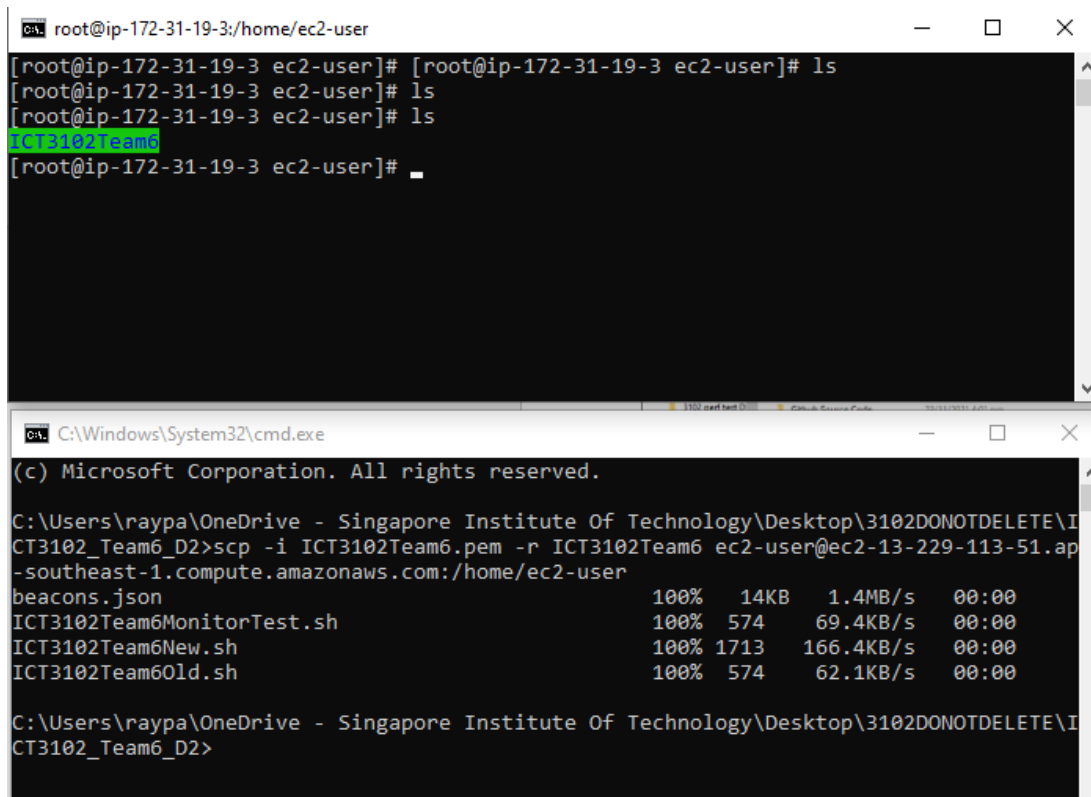 root@ip-172-31-19-3:/home/ec2-user
[root@ip-172-31-19-3 ec2-user]# [root@ip-172-31-19-3 ec2-user]# ls
[root@ip-172-31-19-3 ec2-user]# ls
[root@ip-172-31-19-3 ec2-user]# ls
ICT3102Team6
[root@ip-172-31-19-3 ec2-user]#
C:\Windows\System32\cmd.exe
(c) Microsoft Corporation. All rights reserved.
C:\Users\raypa\OneDrive - Singapore Institute Of Technology\Desktop\3102DONOTDELETE\I
CT3102_Team6_D2>scp -i ICT3102Team6.pem -r ICT3102Team6 ec2-user@ec2-13-229-113-51.ap
-southeast-1.compute.amazonaws.com:/home/ec2-user
beacons.json 100% 14KB 1.4MB/s 00:00
ICT3102Team6MonitorTest.sh 100% 574 69.4KB/s 00:00
ICT3102Team6New.sh 100% 1713 166.4KB/s 00:00
ICT3102Team6Old.sh 100% 574 62.1KB/s 00:00
C:\Users\raypa\OneDrive - Singapore Institute Of Technology\Desktop\3102DONOTDELETE\I
CT3102_Team6_D2>